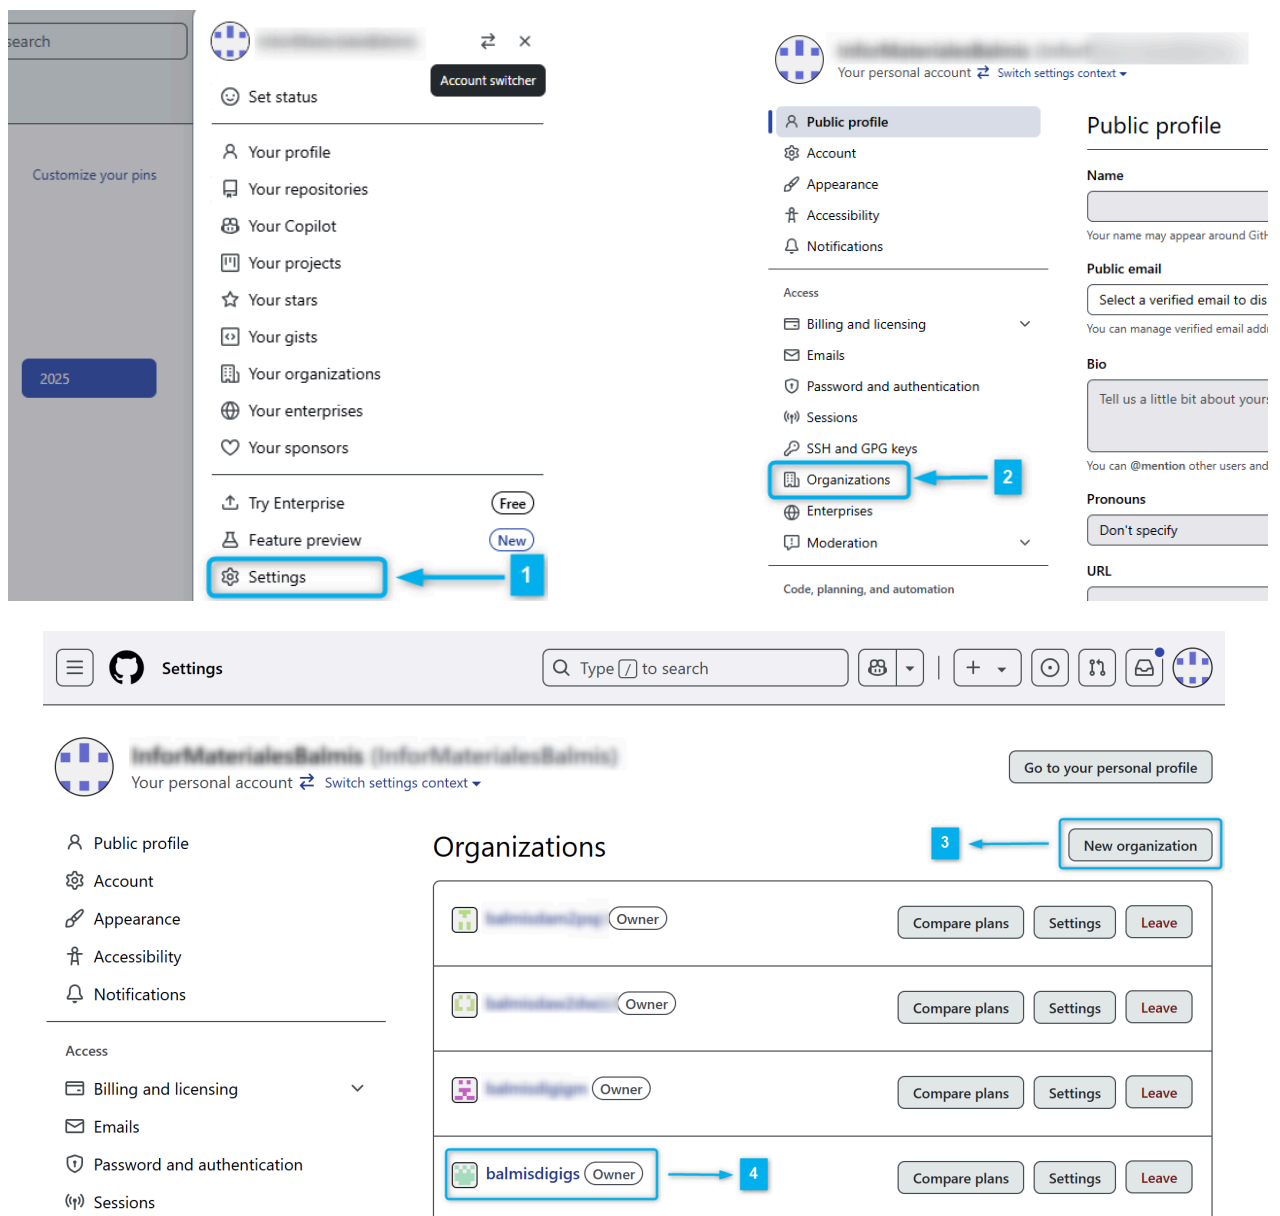 search
Account switcher
Set status
Customize your pins
Your profile
Your repositories
Your Copilot
Your projects
Your stars
Your gists
2025
Your organizations
Your enterprises
Your sponsors
Try Enterprise Free
Feature preview New
Settings
1
Your personal account Switch settings context
Public profile
Account
Appearance
Accessibility
Notifications
Access
Billing and licensing
Emails
Password and authentication
Sessions
SSH and GPG keys
Organizations
2
Enterprises
Moderation
Code, planning, and automation
Public profile
Name
Your name may appear around GitH
Public email
Select a verified email to dis
You can manage verified email addr
Bio
Tell us a little bit about yours
You can @mention other users and
Pronouns
Don't specify
URL
Settings
Type / to search
InforMaterialesBalmis (InforMaterialesBalmis)
Your personal account Switch settings context
Go to your personal profile
Public profile
Account
Appearance
Accessibility
Notifications
Access
Billing and licensing
Emails
Password and authentication
Sessions
Organizations
3
New organization
Owner Compare plans Settings Leave
Owner Compare plans Settings Leave
Owner Compare plans Settings Leave
balmisdigigs Owner 4 Compare plans Settings Leave